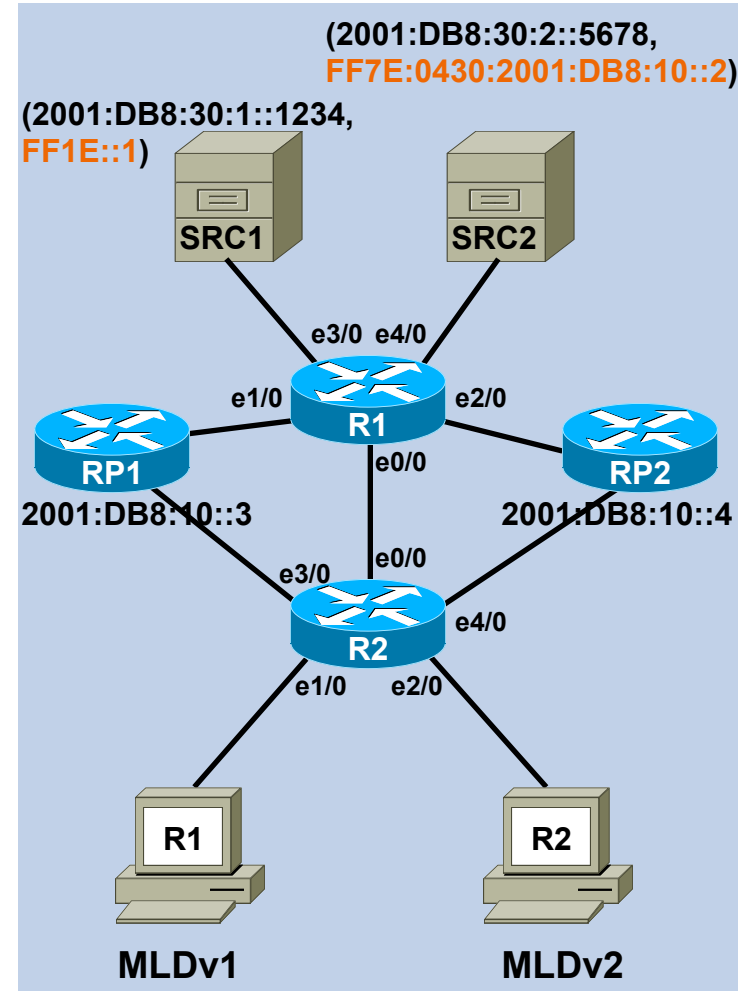 (2001:DB8:30:2::5678,
FF7E:0430:2001:DB8:10::2)
(2001:DB8:30:1::1234,
FF1E::1)
SRC1
SRC2
e3/0 e4/0
e1/0
e2/0
R1
e0/0
RP1
RP2
2001:DB8:10::3
2001:DB8:10::4
e0/0
e3/0
e4/0
R2
e1/0
e2/0
R1
R2
MLDv1
MLDv2